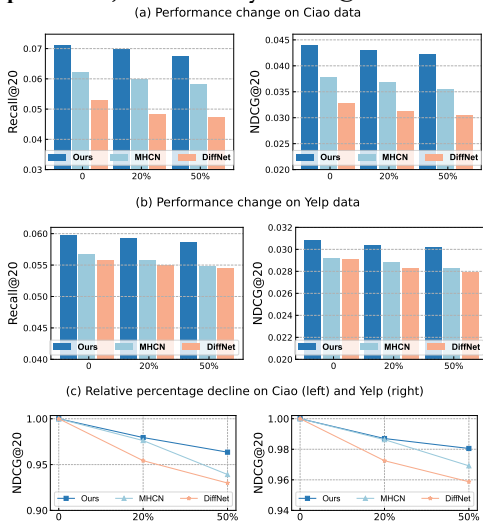 (a) Performance change on Ciao data
Recall@20
0.07
0.06
0.05
0.04
0.03
Ours MHCN DiffNet
0 20% 50%
NDCG@20
0.045
0.040
0.035
0.030
0.025
0.020
Ours MHCN DiffNet
0 20% 50%
(b) Performance change on Yelp data
Recall@20
0.060
0.055
0.050
0.045
0.040
Ours MHCN DiffNet
0 20% 50%
NDCG@20
0.032
0.030
0.028
0.026
0.024
0.022
0.020
Ours MHCN DiffNet
0 20% 50%
(c) Relative percentage decline on Ciao (left) and Yelp (right)
NDCG@20
1.00
0.95
0.90
Ours MHCN DiffNet
0 20% 50%
NDCG@20
1.00
0.98
0.96
0.94
Ours MHCN DiffNet
0 20% 50%